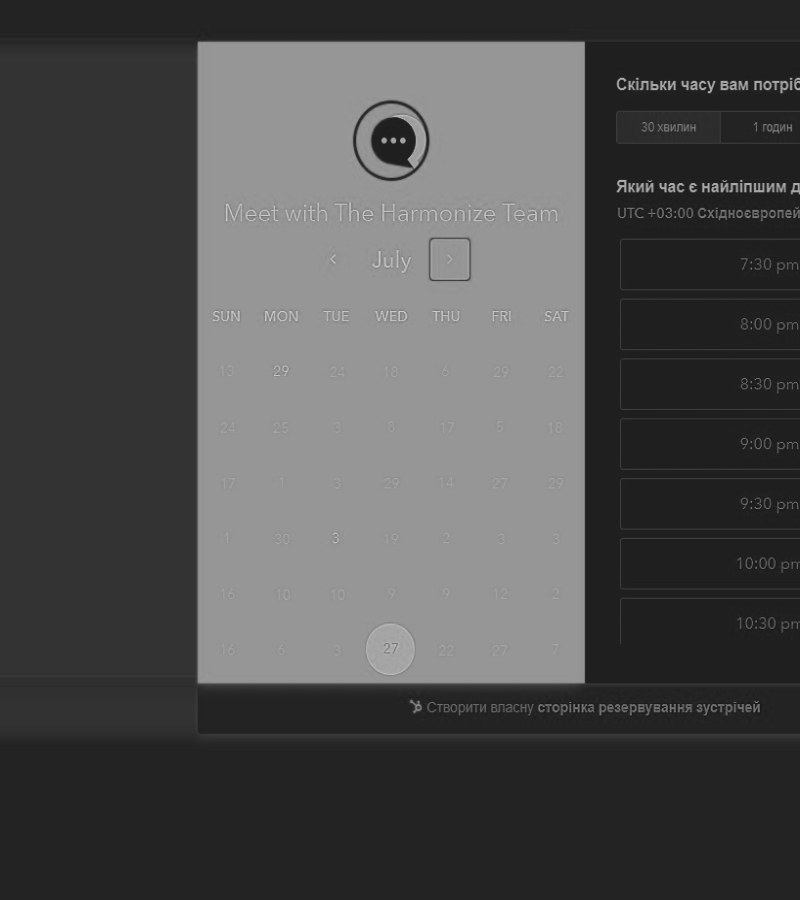 Meet with The Harmonize Team
July
SUN MON TUE WED THU FRI SAT
13 29 24 18 6 29 22
24 25 3 8 17 5 18
17 1 3 29 14 27 29
1 30 3 19 2 3 3
16 10 10 9 9 12 2
16 6 3 27 22 27 7
Скільки часу вам потріб
30 хвилин 1 годин
Який час є найліпшим д
UTC +03:00 Східноєвропей
7:30 pm
8:00 pm
8:30 pm
9:00 pm
9:30 pm
10:00 pm
10:30 pm
Створити власну сторінка резервування зустрічей